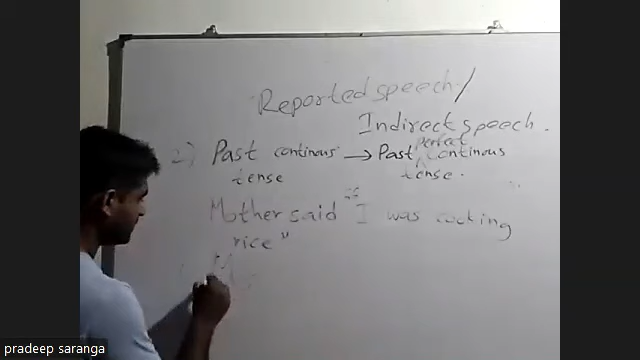 Reported speech /
Indirect speech.
2) Past continous → Past perfect continous
tense tense.
Mother said " I was cooking
rice "
M
pradeep saranga